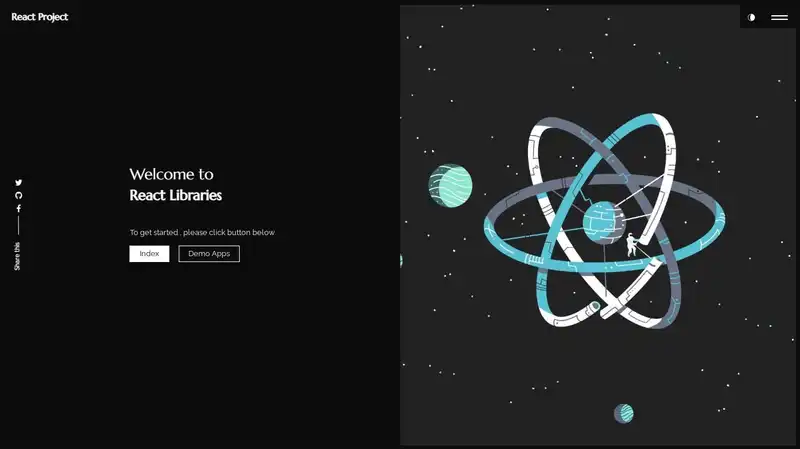 React Project
Welcome to
React Libraries
To get started , please click button below
Index
Demo Apps
Share this